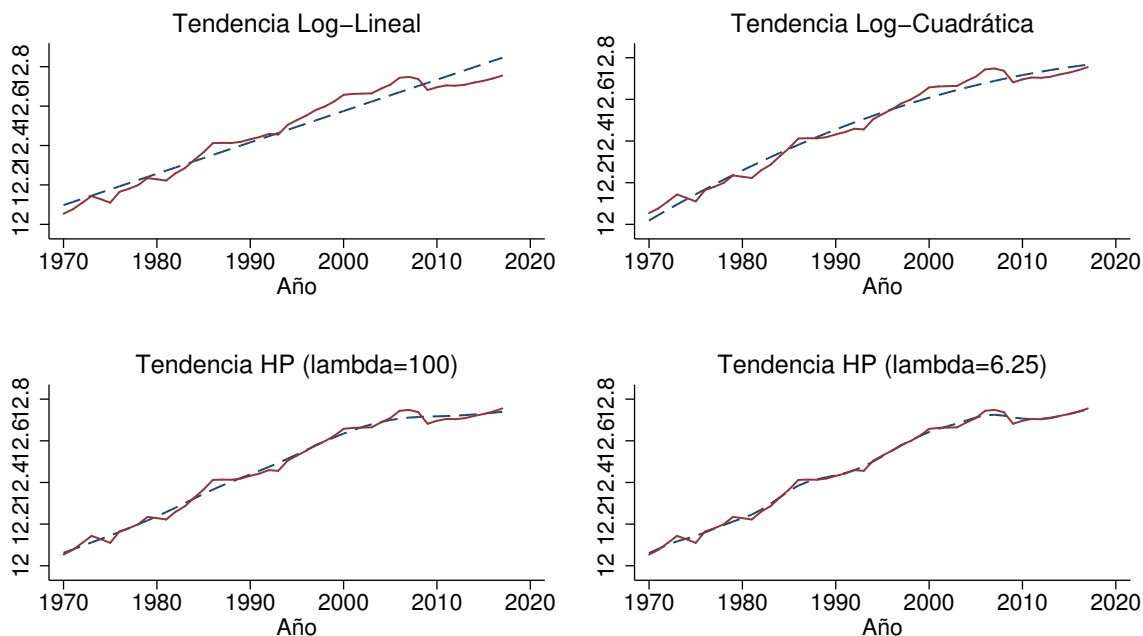 Tendencia Log−Lineal
12 12.2 12.4 12.6 12.8
1970 1980 1990 2000 2010 2020
Año
Tendencia Log−Cuadrática
12 12.2 12.4 12.6 12.8
1970 1980 1990 2000 2010 2020
Año
Tendencia HP (lambda=100)
12 12.2 12.4 12.6 12.8
1970 1980 1990 2000 2010 2020
Año
Tendencia HP (lambda=6.25)
12 12.2 12.4 12.6 12.8
1970 1980 1990 2000 2010 2020
Año